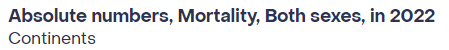 Absolute numbers, Mortality, Both sexes, in 2022
Continents